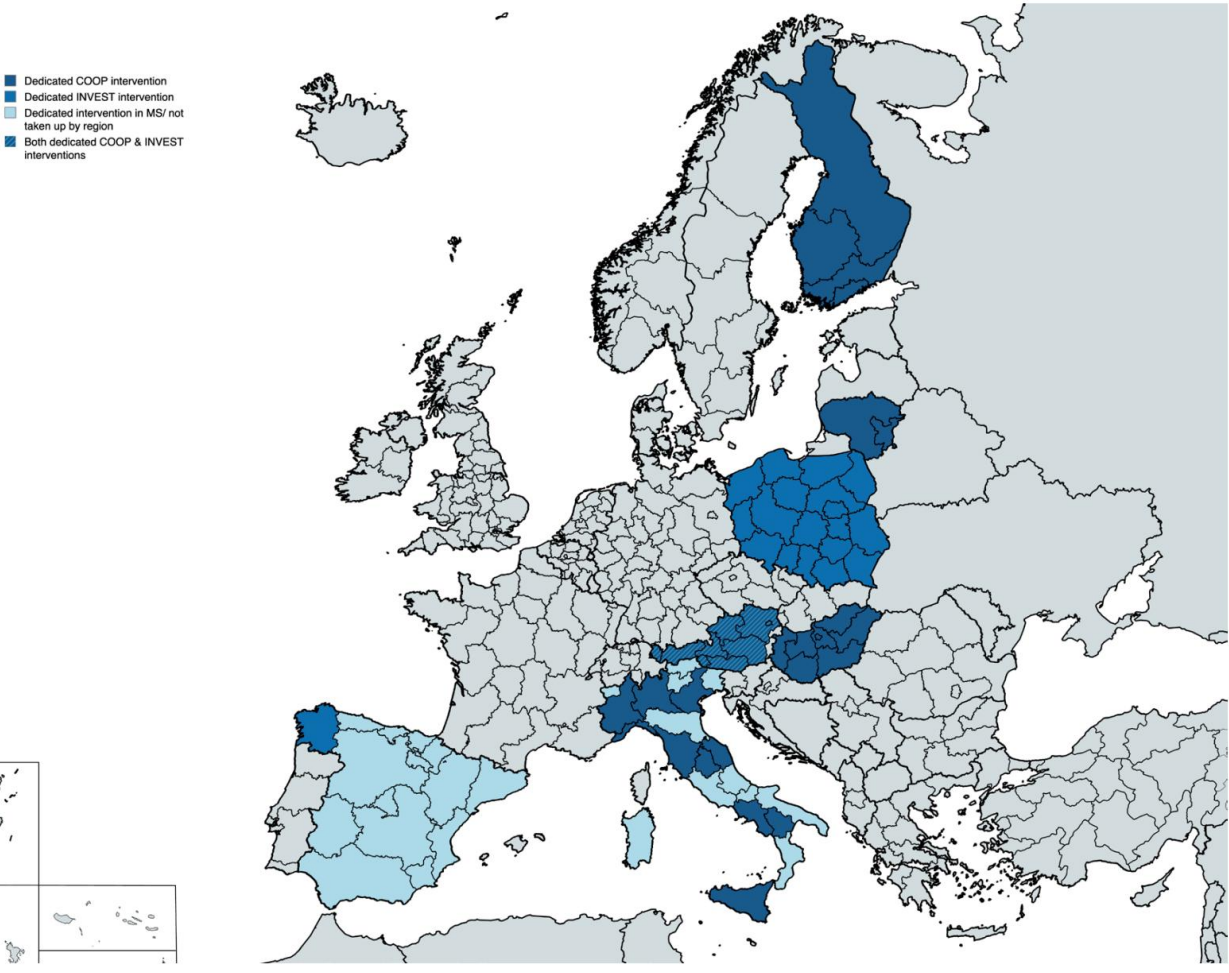 Dedicated COOP intervention
Dedicated INVEST intervention
Dedicated intervention in MS/ not
taken up by region
Both dedicated COOP & INVEST
interventions